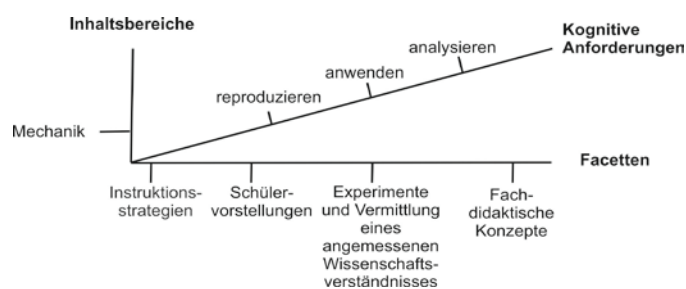 Inhaltsbereiche
Kognitive
Anforderungen
analysieren
anwenden
reproduzieren
Mechanik
Facetten
Instruktions-
strategien
Schüler-
vorstellungen
Experimente
und Vermittlung
eines
angemessenen
Wissenschafts-
verständnisses
Fach-
didaktische
Konzepte